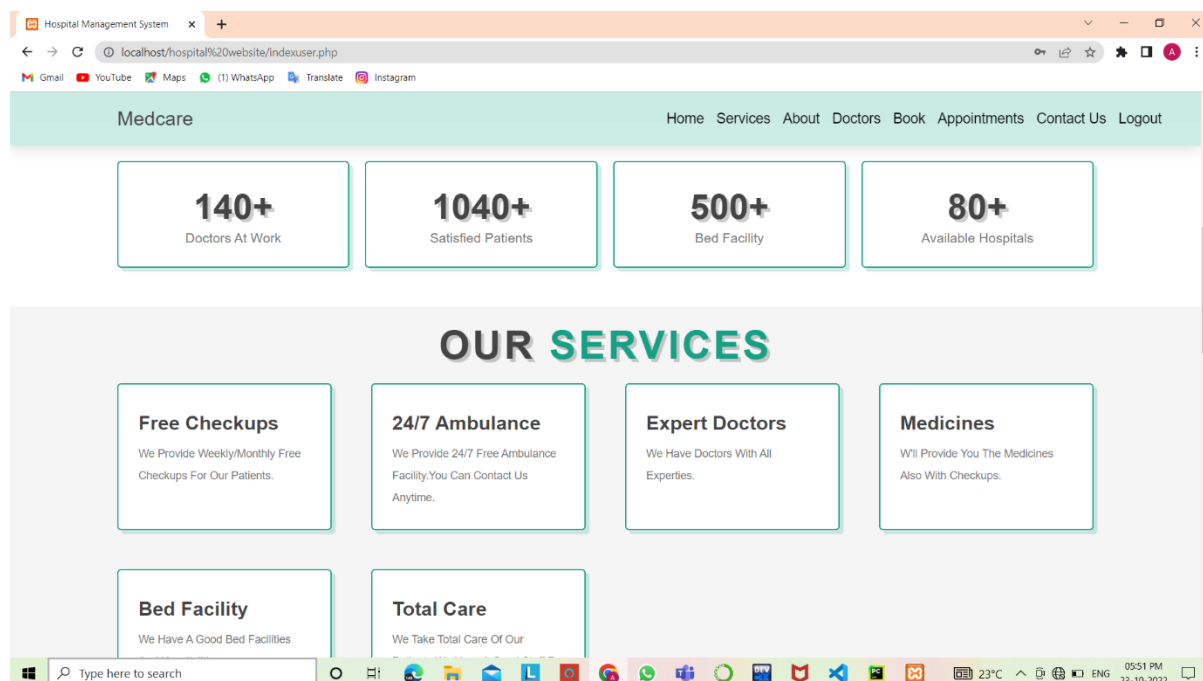 Hospital Management System
localhost/hospital%20website/indexuser.php
A
Gmail YouTube Maps (1) WhatsApp Translate Instagram
Medcare Home Services About Doctors Book Appointments Contact Us Logout
140+ 1040+ 500+ 80+
Doctors At Work Satisfied Patients Bed Facility Available Hospitals
OUR SERVICES
Free Checkups
We Provide Weekly/Monthly Free
Checkups For Our Patients.
24/7 Ambulance
We Provide 24/7 Free Ambulance
Facility.You Can Contact Us
Anytime.
Expert Doctors
We Have Doctors With All
Experties.
Medicines
W'll Provide You The Medicines
Also With Checkups.
Bed Facility
We Have A Good Bed Facilities
Total Care
We Take Total Care Of Our
Type here to search
L
PC
23°C ENG 05:51 PM